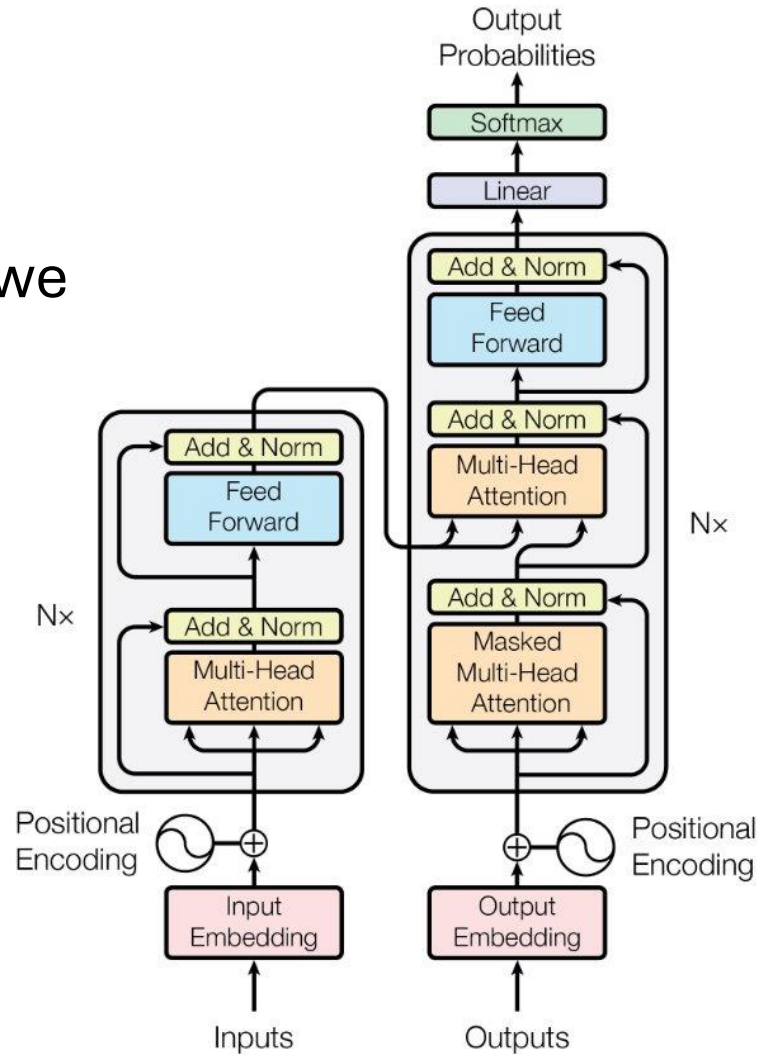 Output
Probabilities
Softmax
Linear
we
Add & Norm
Feed
Forward
Add & Norm
Multi-Head
Attention
Nx
Add & Norm
Masked
Multi-Head
Attention
Add & Norm
Feed
Forward
Nx
Add & Norm
Multi-Head
Attention
Positional
Encoding
Positional
Encoding
Input
Embedding
Output
Embedding
Inputs
Outputs